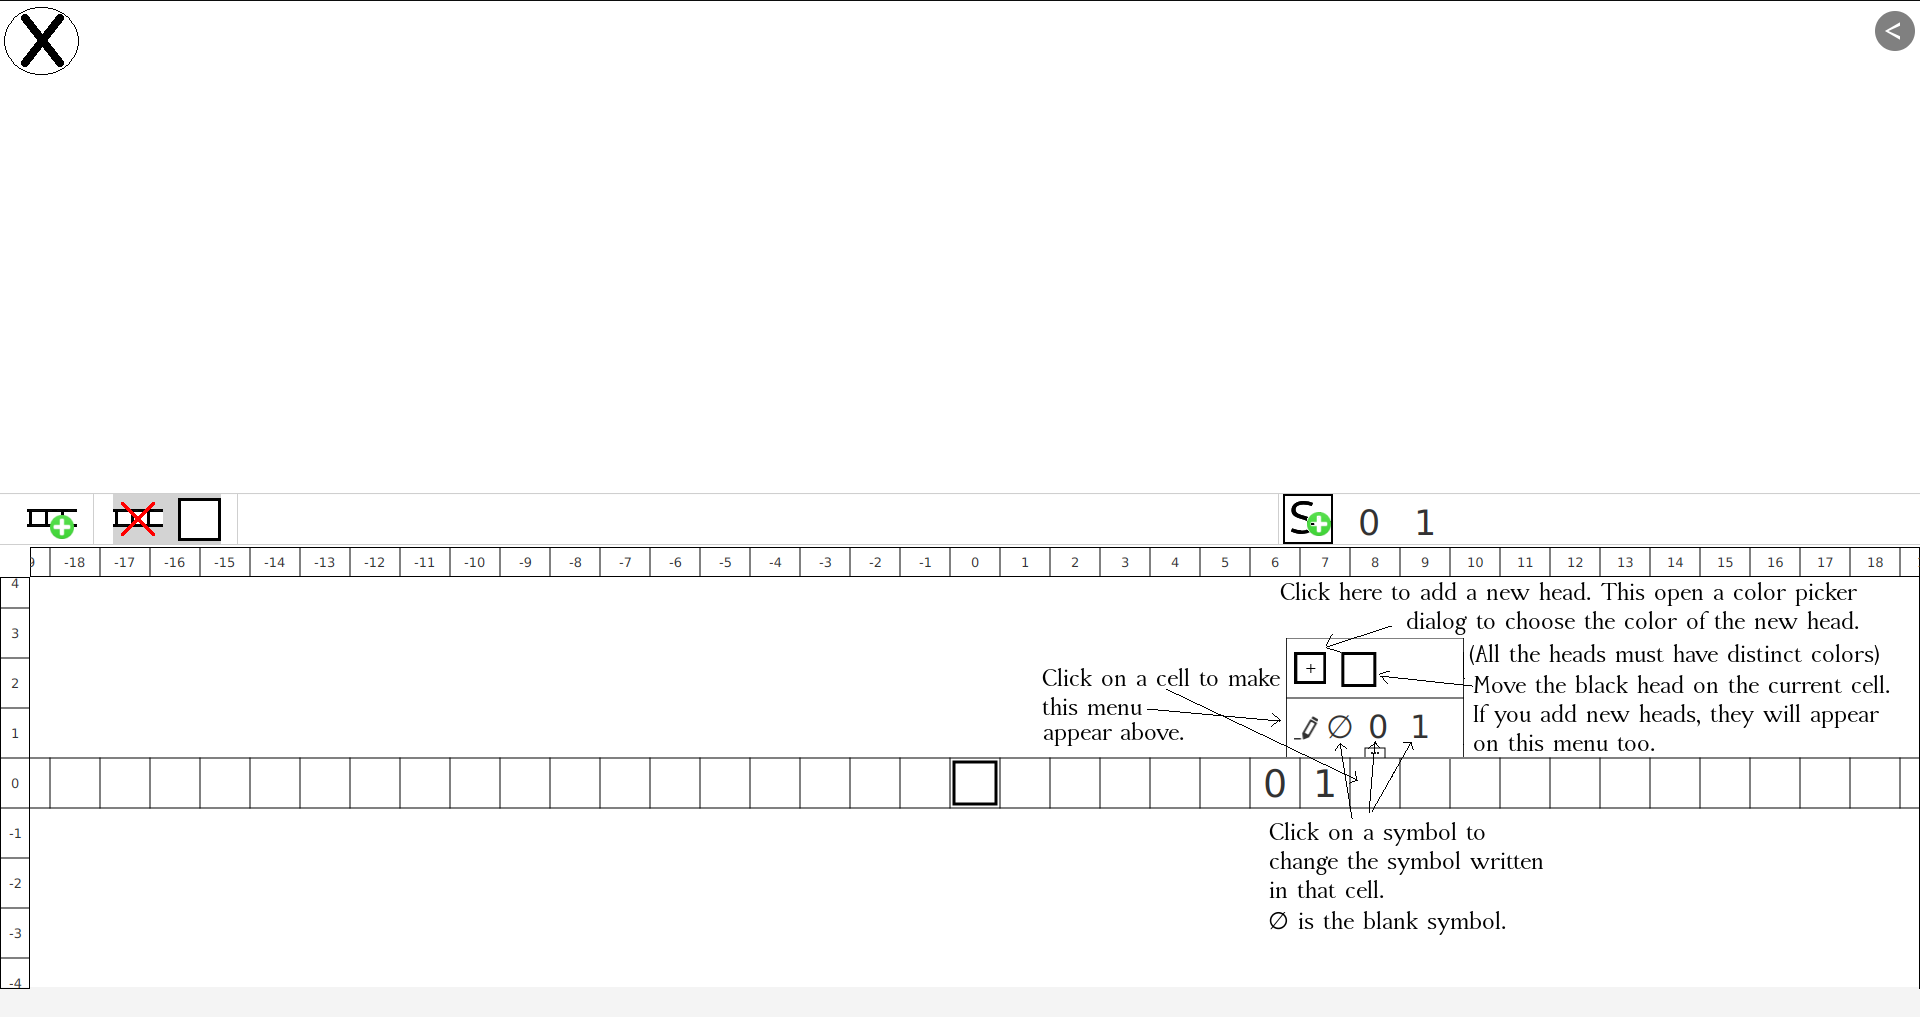 X
<
S 0 1
9 -18 -17 -16 -15 -14 -13 -12 -11 -10 -9 -8 -7 -6 -5 -4 -3 -2 -1 0 1 2 3 4 5 6 7 8 9 10 11 12 13 14 15 16 17 18
4
Click here to add a new head. This open a color picker
dialog to choose the color of the new head.
3
(All the heads must have distinct colors)
+
Click on a cell to make
this menu
appear above.
2
Move the black head on the current cell.
If you add new heads, they will appear
on this menu too.
1
∅ 0 1
0
0 1
-1
Click on a symbol to
change the symbol written
in that cell.
∅ is the blank symbol.
-2
-3
-4